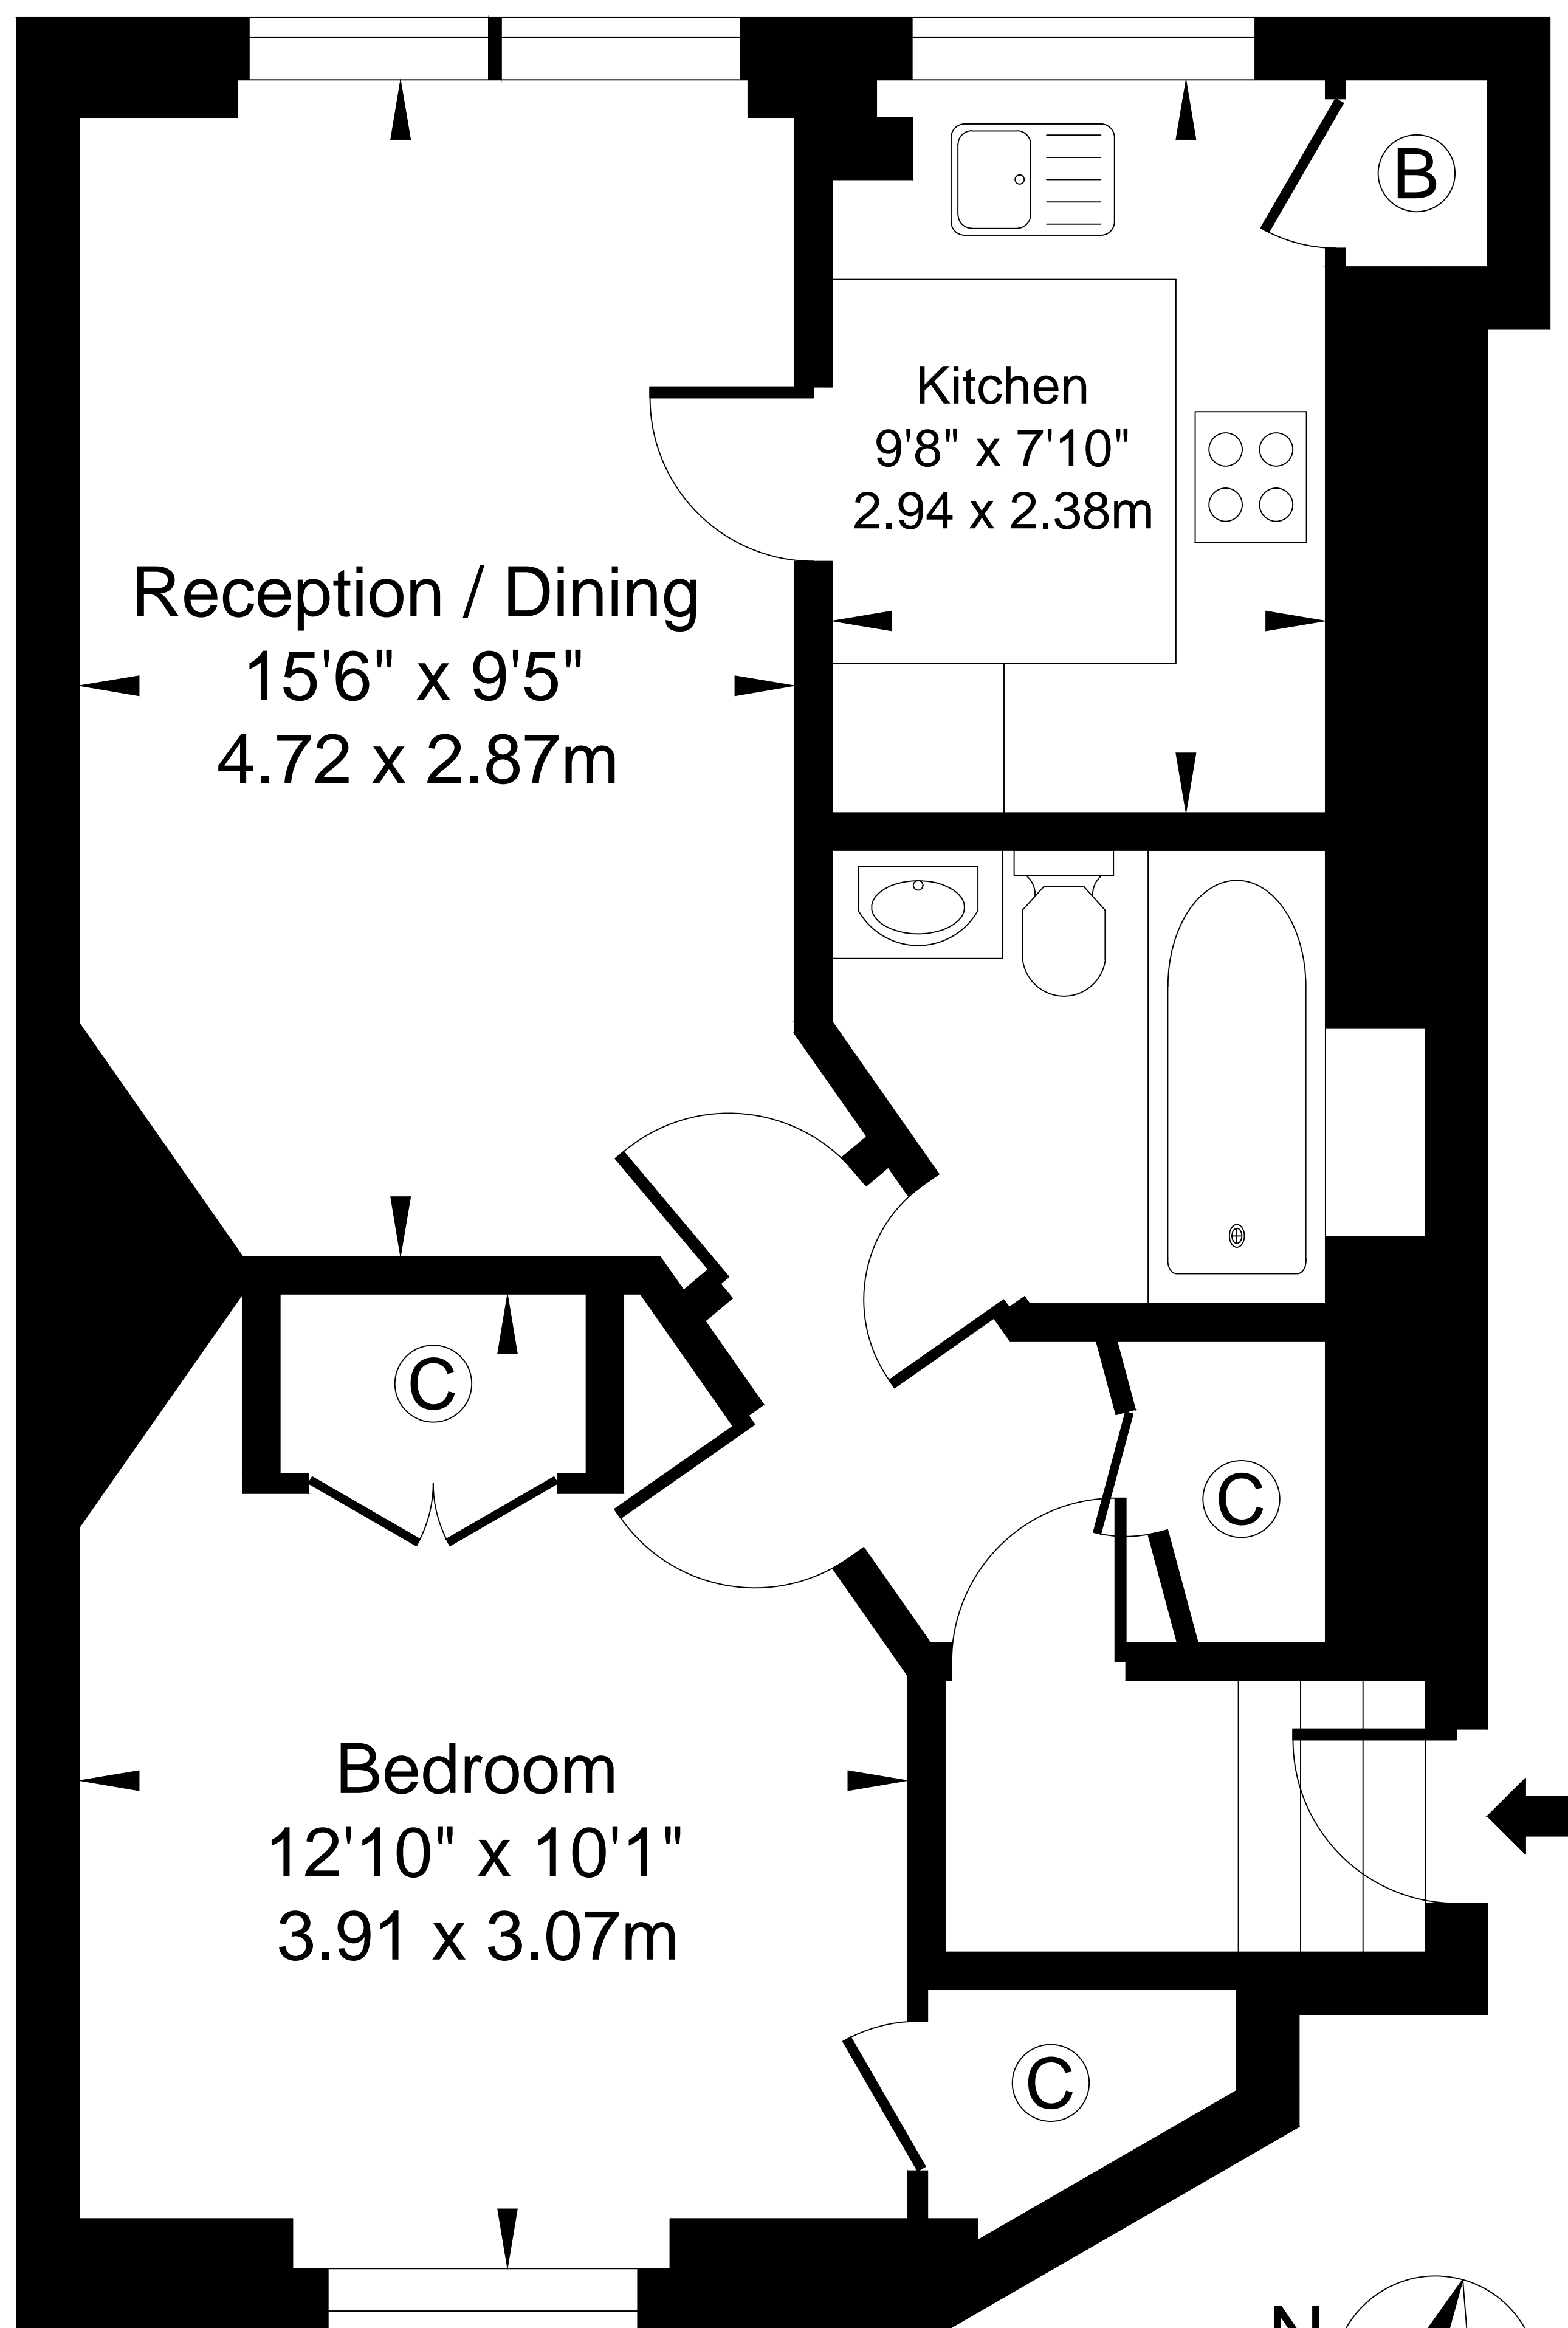 B
Kitchen
9'8" x 7'10"
2.94 x 2.38m
Reception / Dining
15'6" x 9'5"
4.72 x 2.87m
C
C
Bedroom
12'10" x 10'1"
3.91 x 3.07m
C
N